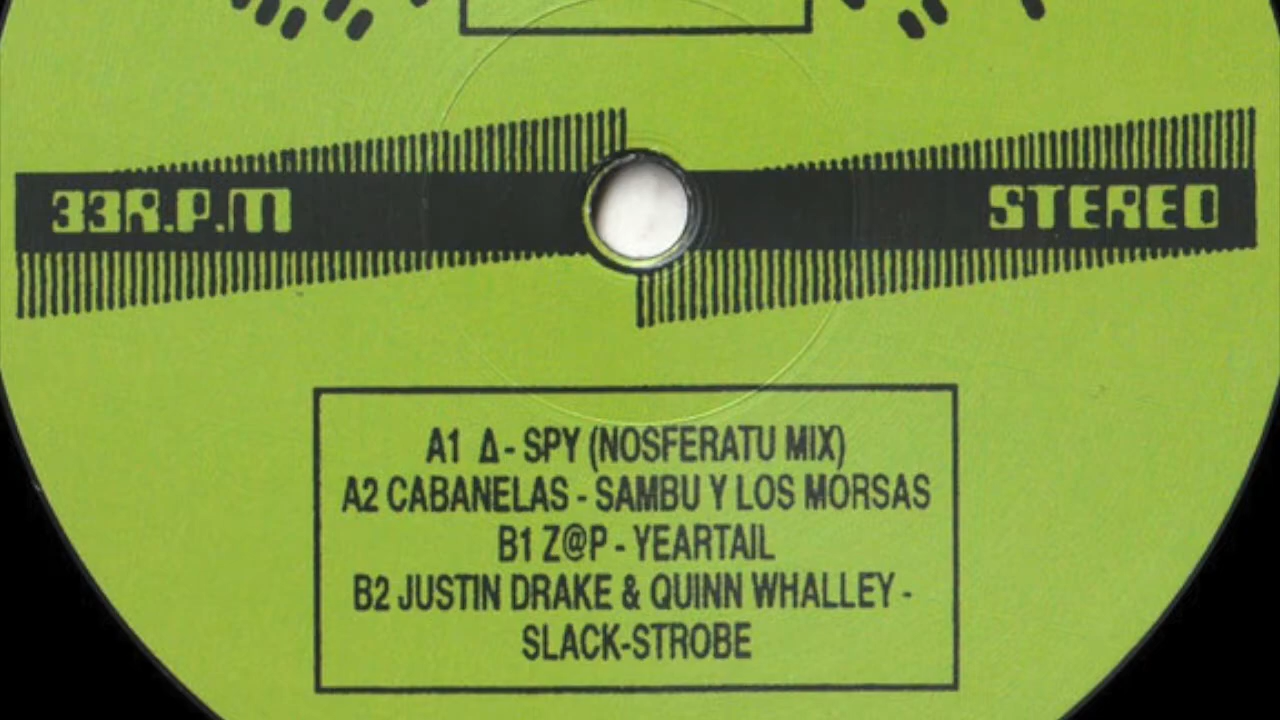 33R.P.M
STEREO
A1 Δ - SPY (NOSFERATU MIX)
A2 CABANELAS - SAMBU Y LOS MORSAS
B1 Z@P - YEARTAIL
B2 JUSTIN DRAKE & QUINN WHALLEY -
SLACK-STROBE